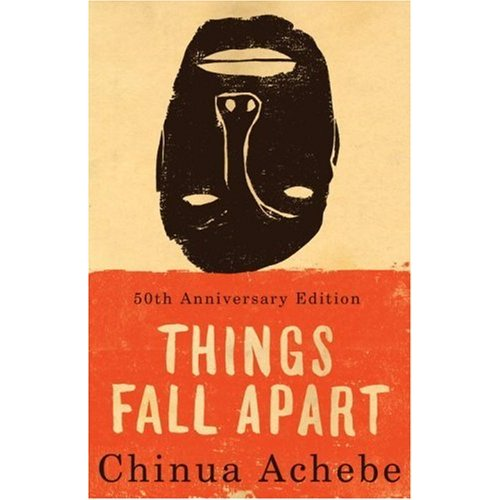 50th Anniversary Edition
THINGS
FALL APART
Chinua Achebe